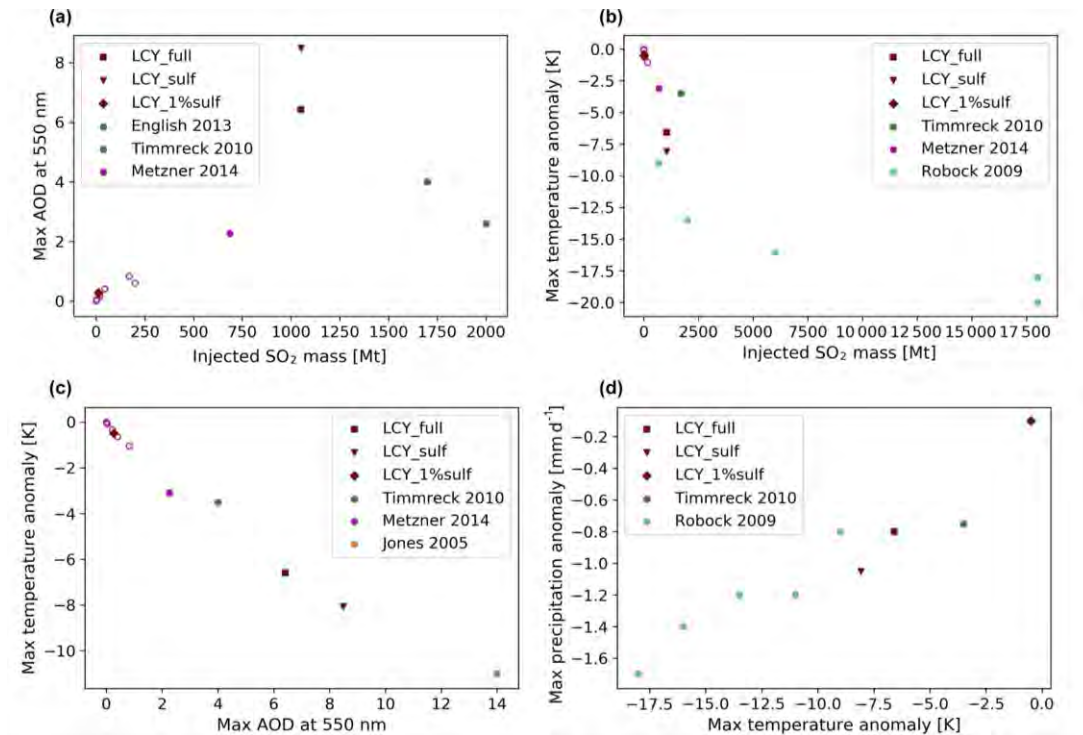 (a)
Max AOD at 550 nm
8
6
4
2
0
LCY_full
LCY_sulf
LCY_1%sulf
English 2013
Timmreck 2010
Metzner 2014
0 250 500 750 1000 1250 1500 1750 2000
Injected SO₂ mass [Mt]
(b)
Max temperature anomaly [K]
0.0
−2.5
−5.0
−7.5
−10.0
−12.5
−15.0
−17.5
−20.0
LCY_full
LCY_sulf
LCY_1%sulf
Timmreck 2010
Metzner 2014
Robock 2009
0 2500 5000 7500 10 000 12 500 15 000 17 500
Injected SO₂ mass [Mt]
(c)
Max temperature anomaly [K]
0
−2
−4
−6
−8
−10
LCY_full
LCY_sulf
LCY_1%sulf
Timmreck 2010
Metzner 2014
Jones 2005
0 2 4 6 8 10 12 14
Max AOD at 550 nm
(d)
Max precipitation anomaly [mm d⁻¹]
−0.2
−0.4
−0.6
−0.8
−1.0
−1.2
−1.4
−1.6
LCY_full
LCY_sulf
LCY_1%sulf
Timmreck 2010
Robock 2009
−17.5 −15.0 −12.5 −10.0 −7.5 −5.0 −2.5 0.0
Max temperature anomaly [K]